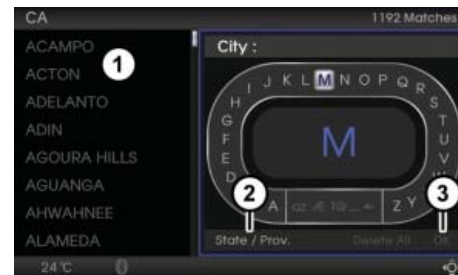 CA
1192 Matches
ACAMPO
ACTON
ADELANTO
ADIN
AGOURA HILLS
AGUANGA
AHWAHNEE
ALAMEDA
1
City :
A D E F G H I J K L M N O P Q R S T U V Z Y
M
2
3
State / Prov.
Delete All
OK
24°C